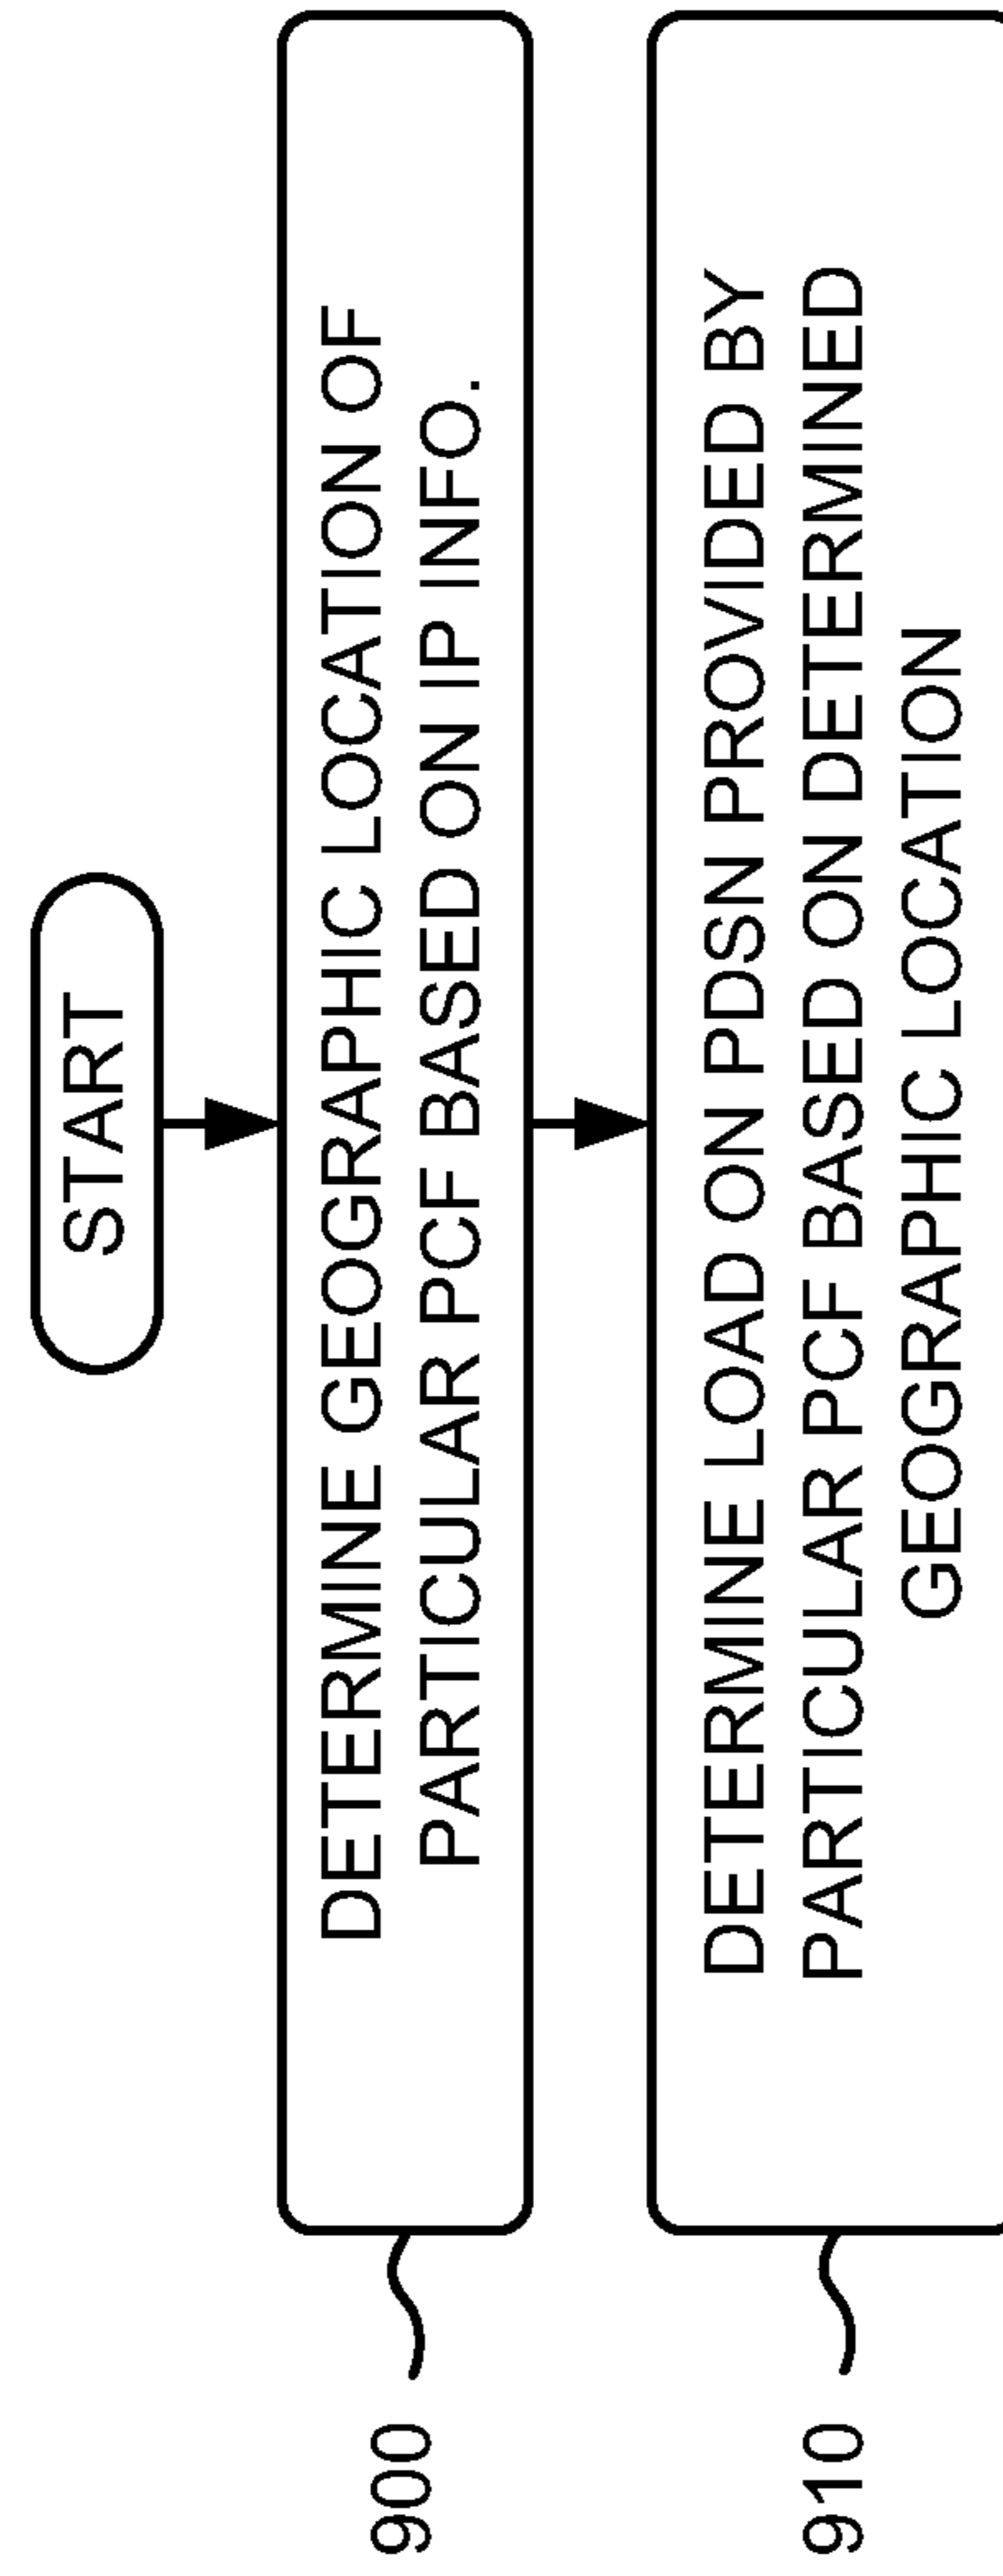 START
DETERMINE GEOGRAPHIC LOCATION OF
PARTICULAR PCF BASED ON IP INFO.
900
DETERMINE LOAD ON PDSN PROVIDED BY
PARTICULAR PCF BASED ON DETERMINED
GEOGRAPHIC LOCATION
910